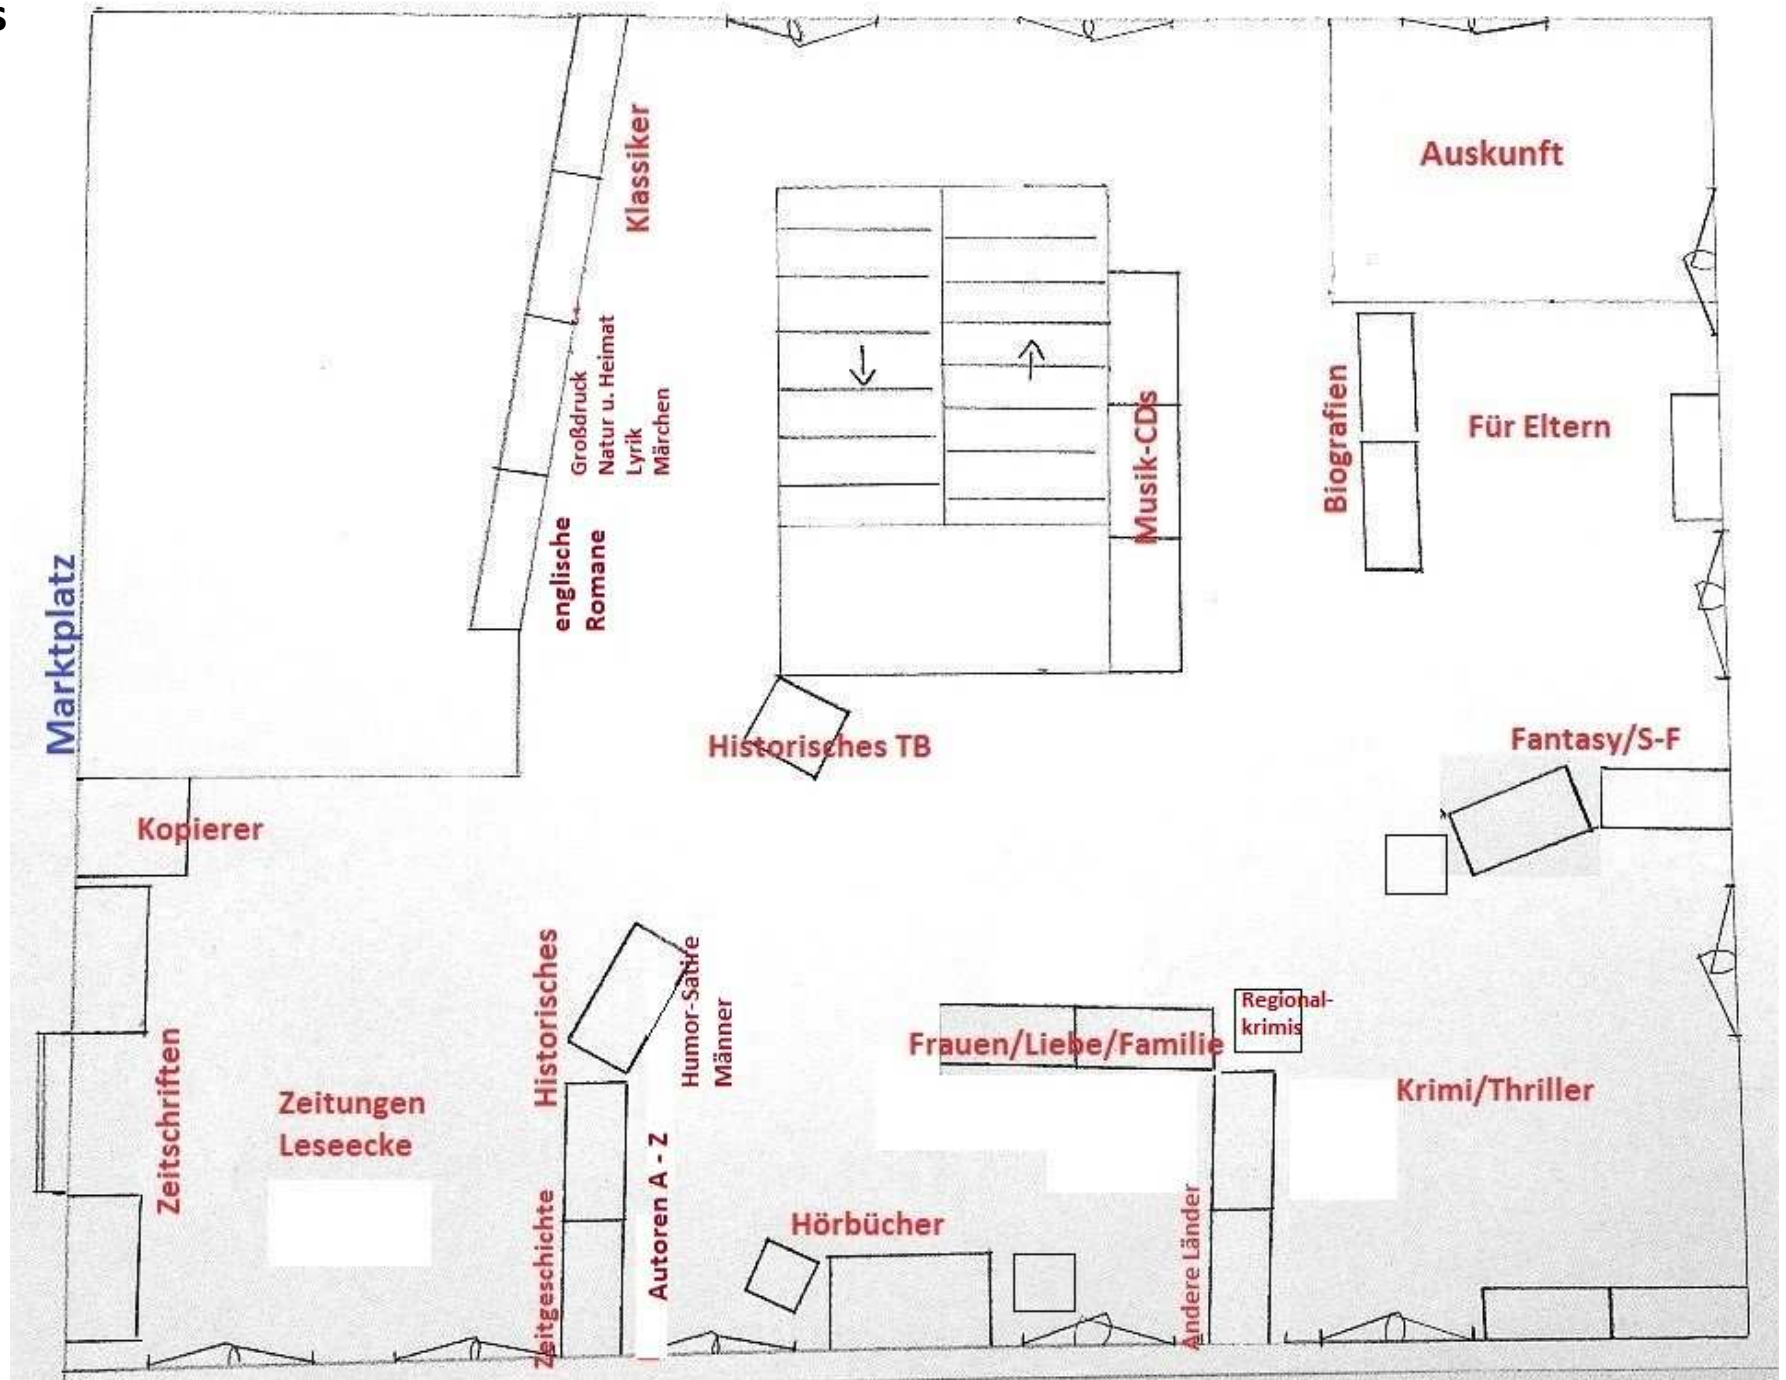 s
Klassiker
Auskunft
Großdruck
Natur u. Heimat
Lyrik
Märchen
Musik-CDs
Biografien
Für Eltern
englische
Romane
Marktplatz
Historisches TB
Fantasy/S-F
Kopierer
Historisches
Humor-Satire
Männer
Regional-
krimis
Frauen/Liebe/Familie
Zeitschriften
Zeitungen
Leseecke
Krimi/Thriller
Zeitgeschichte
Autoren A - Z
Hörbücher
Andere Länder